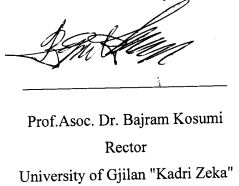 Prof.Asoc. Dr. Bajram Kosumi
Rector
University of Gjilan "Kadri Zeka"